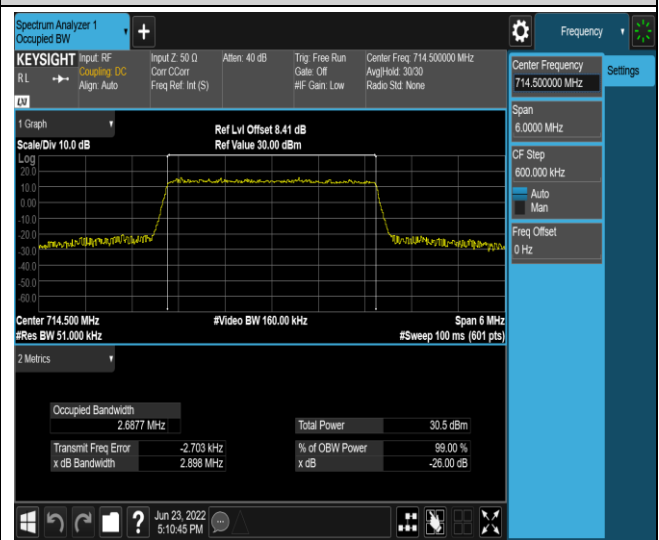 Spectrum Analyzer 1
Occupied BW
Frequency
KEYSIGHT
RL
LXI
Input: RF
Coupling: DC
Align: Auto
Input Z: 50 Ω
Corr CCorr
Freq Ref: Int (S)
Atten: 40 dB
Trig: Free Run
Gate: Off
#IF Gain: Low
Center Freq: 714.500000 MHz
Avg|Hold: 30/30
Radio Std: None
Center Frequency
714.500000 MHz
Settings
Span
6.0000 MHz
CF Step
600.000 kHz
Auto
Man
Freq Offset
0 Hz
1 Graph
Scale/Div 10.0 dB
Ref Lvl Offset 8.41 dB
Ref Value 30.00 dBm
Log
20.0
10.0
0.00
-10.0
-20.0
-30.0
-40.0
-50.0
-60.0
Center 714.500 MHz
#Video BW 160.00 kHz
Span 6 MHz
#Res BW 51.000 kHz
#Sweep 100 ms (601 pts)
2 Metrics
Occupied Bandwidth
2.6877 MHz
Total Power 30.5 dBm
Transmit Freq Error -2.703 kHz
% of OBW Power 99.00 %
x dB Bandwidth 2.898 MHz
x dB -26.00 dB
Jun 23, 2022
5:10:45 PM